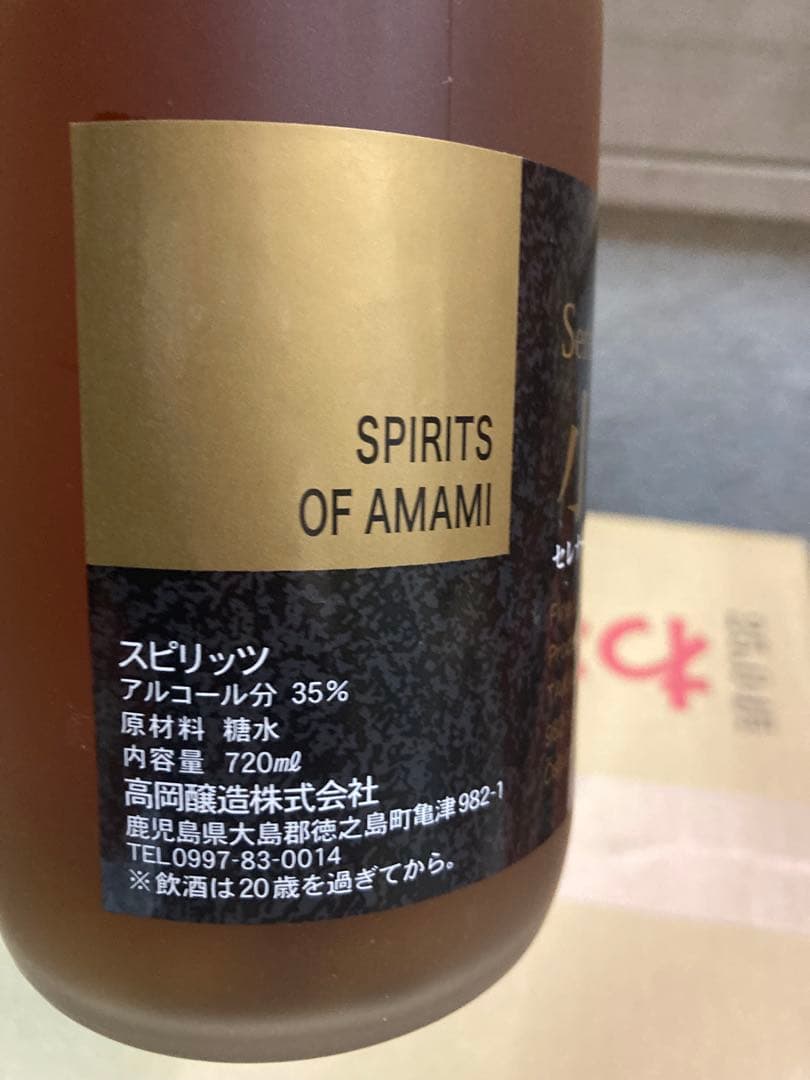 SPIRITS
OF AMAMI
スピリッツ
アルコール分 35%
原材料 糖水
内容量 720㎖
高岡醸造株式会社
鹿児島県大島郡徳之島町亀津982-1
TEL0997-83-0014
※飲酒は20歳を過ぎてから。